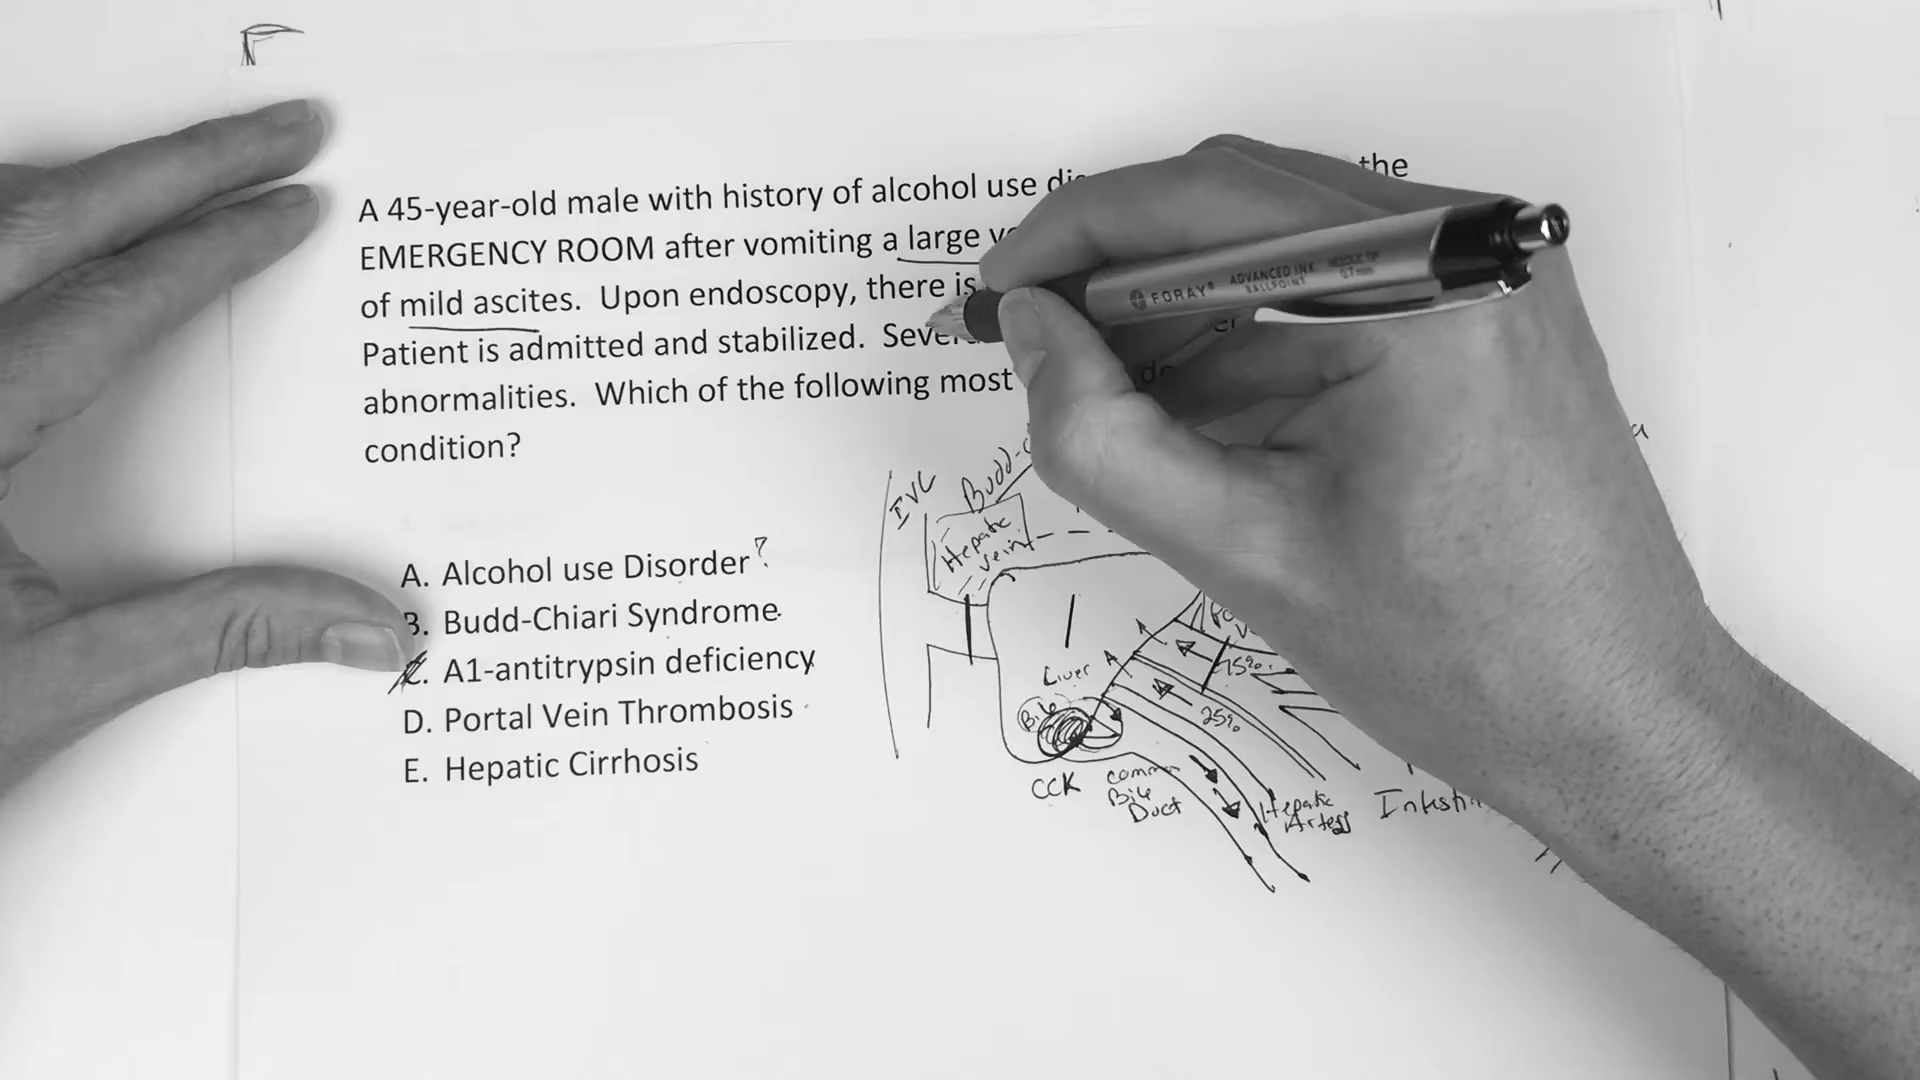 A 45-year-old male with history of alcohol use the
EMERGENCY ROOM after vomiting a large
of mild ascites. Upon endoscopy, there is
Patient is admitted and stabilized.
abnormalities. Which of the following most
condition?
A. Alcohol use Disorder?
B. Budd-Chiari Syndrome
C. A1-antitrypsin deficiency
D. Portal Vein Thrombosis
E. Hepatic Cirrhosis
IVC
Hepatic
vein
Liver
Bile
CCK
Common
Bile
Duct
Hepatic
Artery
75%
25%
FORAY
ADVANCED INK
BALLPOINT